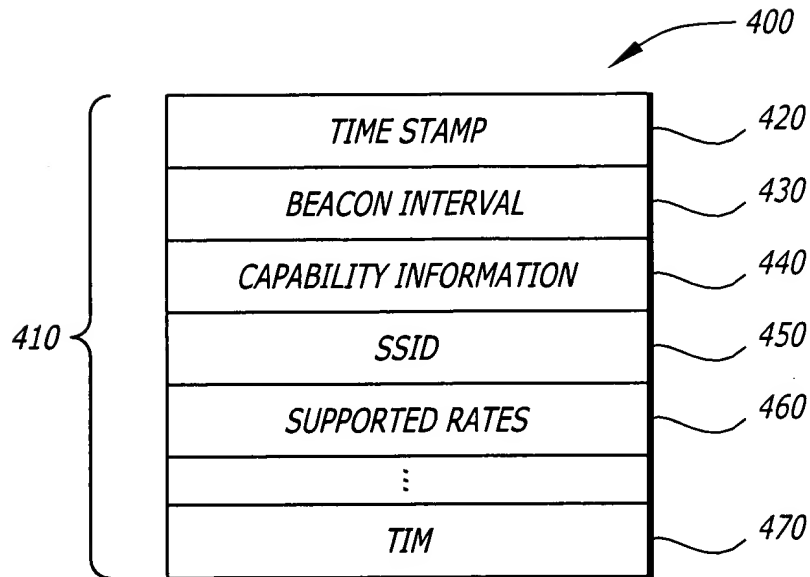 400
TIME STAMP 420
BEACON INTERVAL 430
CAPABILITY INFORMATION 440
410
SSID 450
SUPPORTED RATES 460
⋮
TIM 470